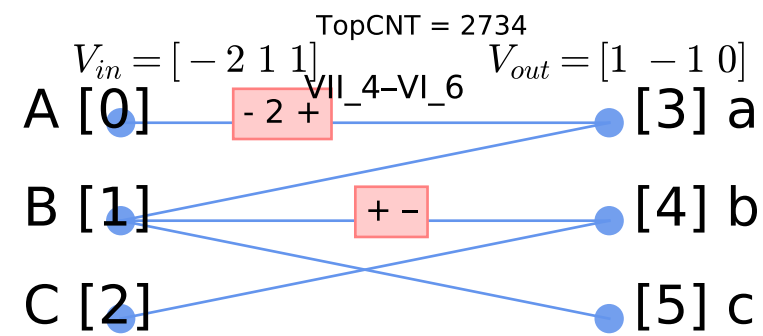 TopCNT = 2734
V_in = [ − 2 1 1]
V_out = [1 − 1 0]
VII_4–VI_6
A [0]
- 2 +
[3] a
B [1]
+ –
[4] b
C [2]
[5] c